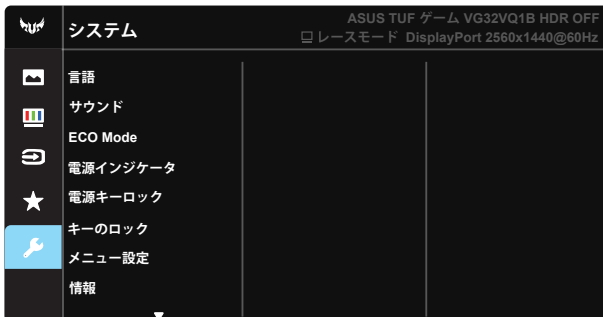 システム
ASUS TUF ゲーム VG32VQ1B HDR OFF
レースモード DisplayPort 2560x1440@60Hz
言語
サウンド
ECO Mode
電源インジケータ
電源キーロック
キーのロック
メニュー設定
情報